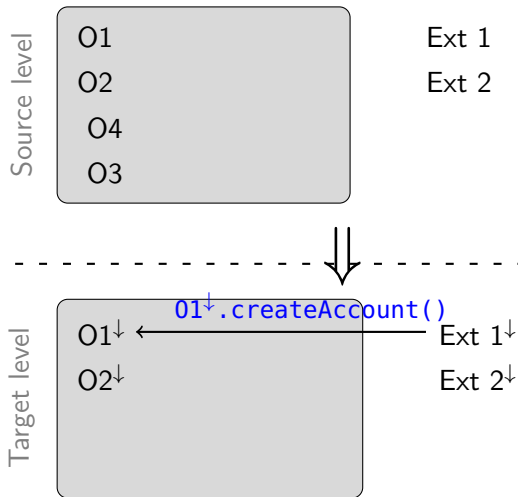 Source level
O1
Ext 1
O2
Ext 2
O4
O3
Target level
O1↓.createAccount()
O1↓
Ext 1↓
O2↓
Ext 2↓